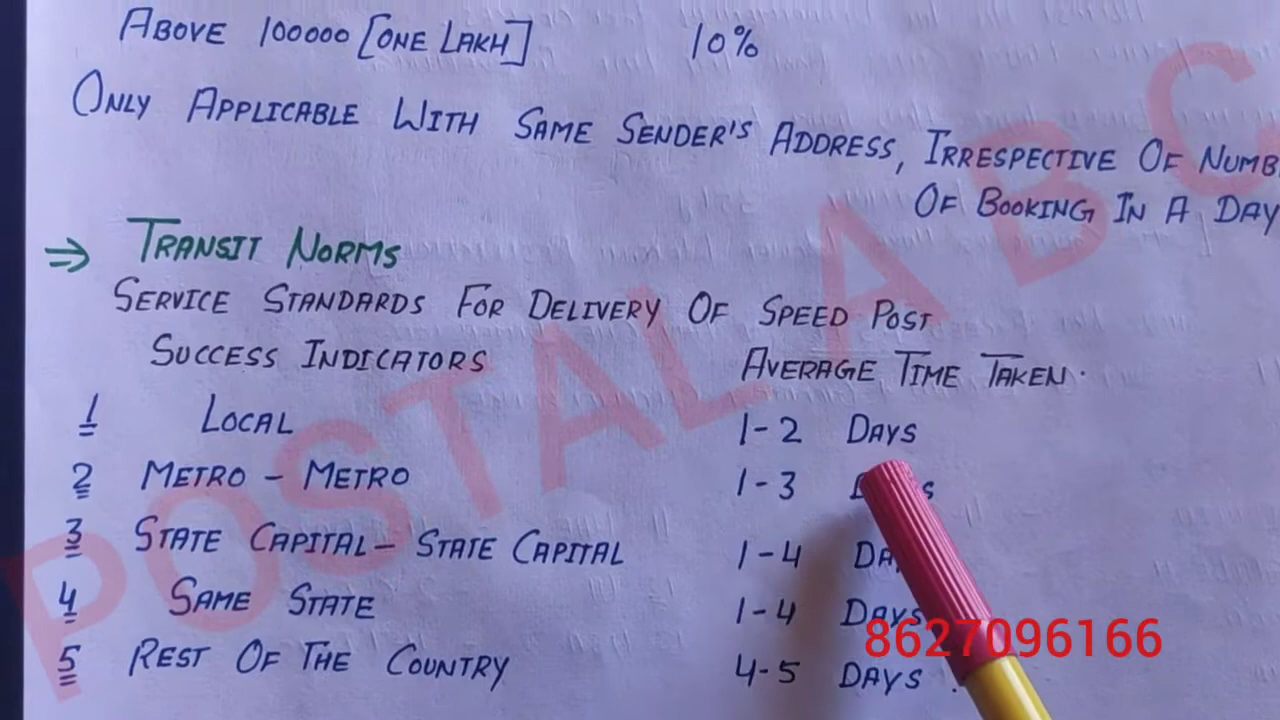 ABOVE 100000 [ONE LAKH] 10%
ONLY APPLICABLE WITH SAME SENDER'S ADDRESS, IRRESPECTIVE OF
OF BOOKING IN A DAY
⇒ TRANSIT NORMS
SERVICE STANDARDS FOR DELIVERY OF SPEED POST
SUCCESS INDICATORS AVERAGE TIME TAKEN.
1 LOCAL 1-2 DAYS
2 METRO - METRO 1-3
3 STATE CAPITAL - STATE CAPITAL 1-4
4 SAME STATE 1-4 DAYS
5 REST OF THE COUNTRY 4-5 DAYS.
8627096166
POSTAL ABC